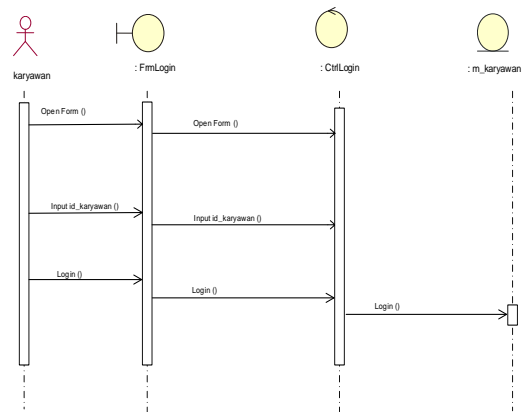 karyawan
: FrmLogin
: CtrlLogin
: m_karyawan
Open Form ()
Open Form ()
Input id_karyawan ()
Input id_karyawan ()
Login ()
Login ()
Login ()